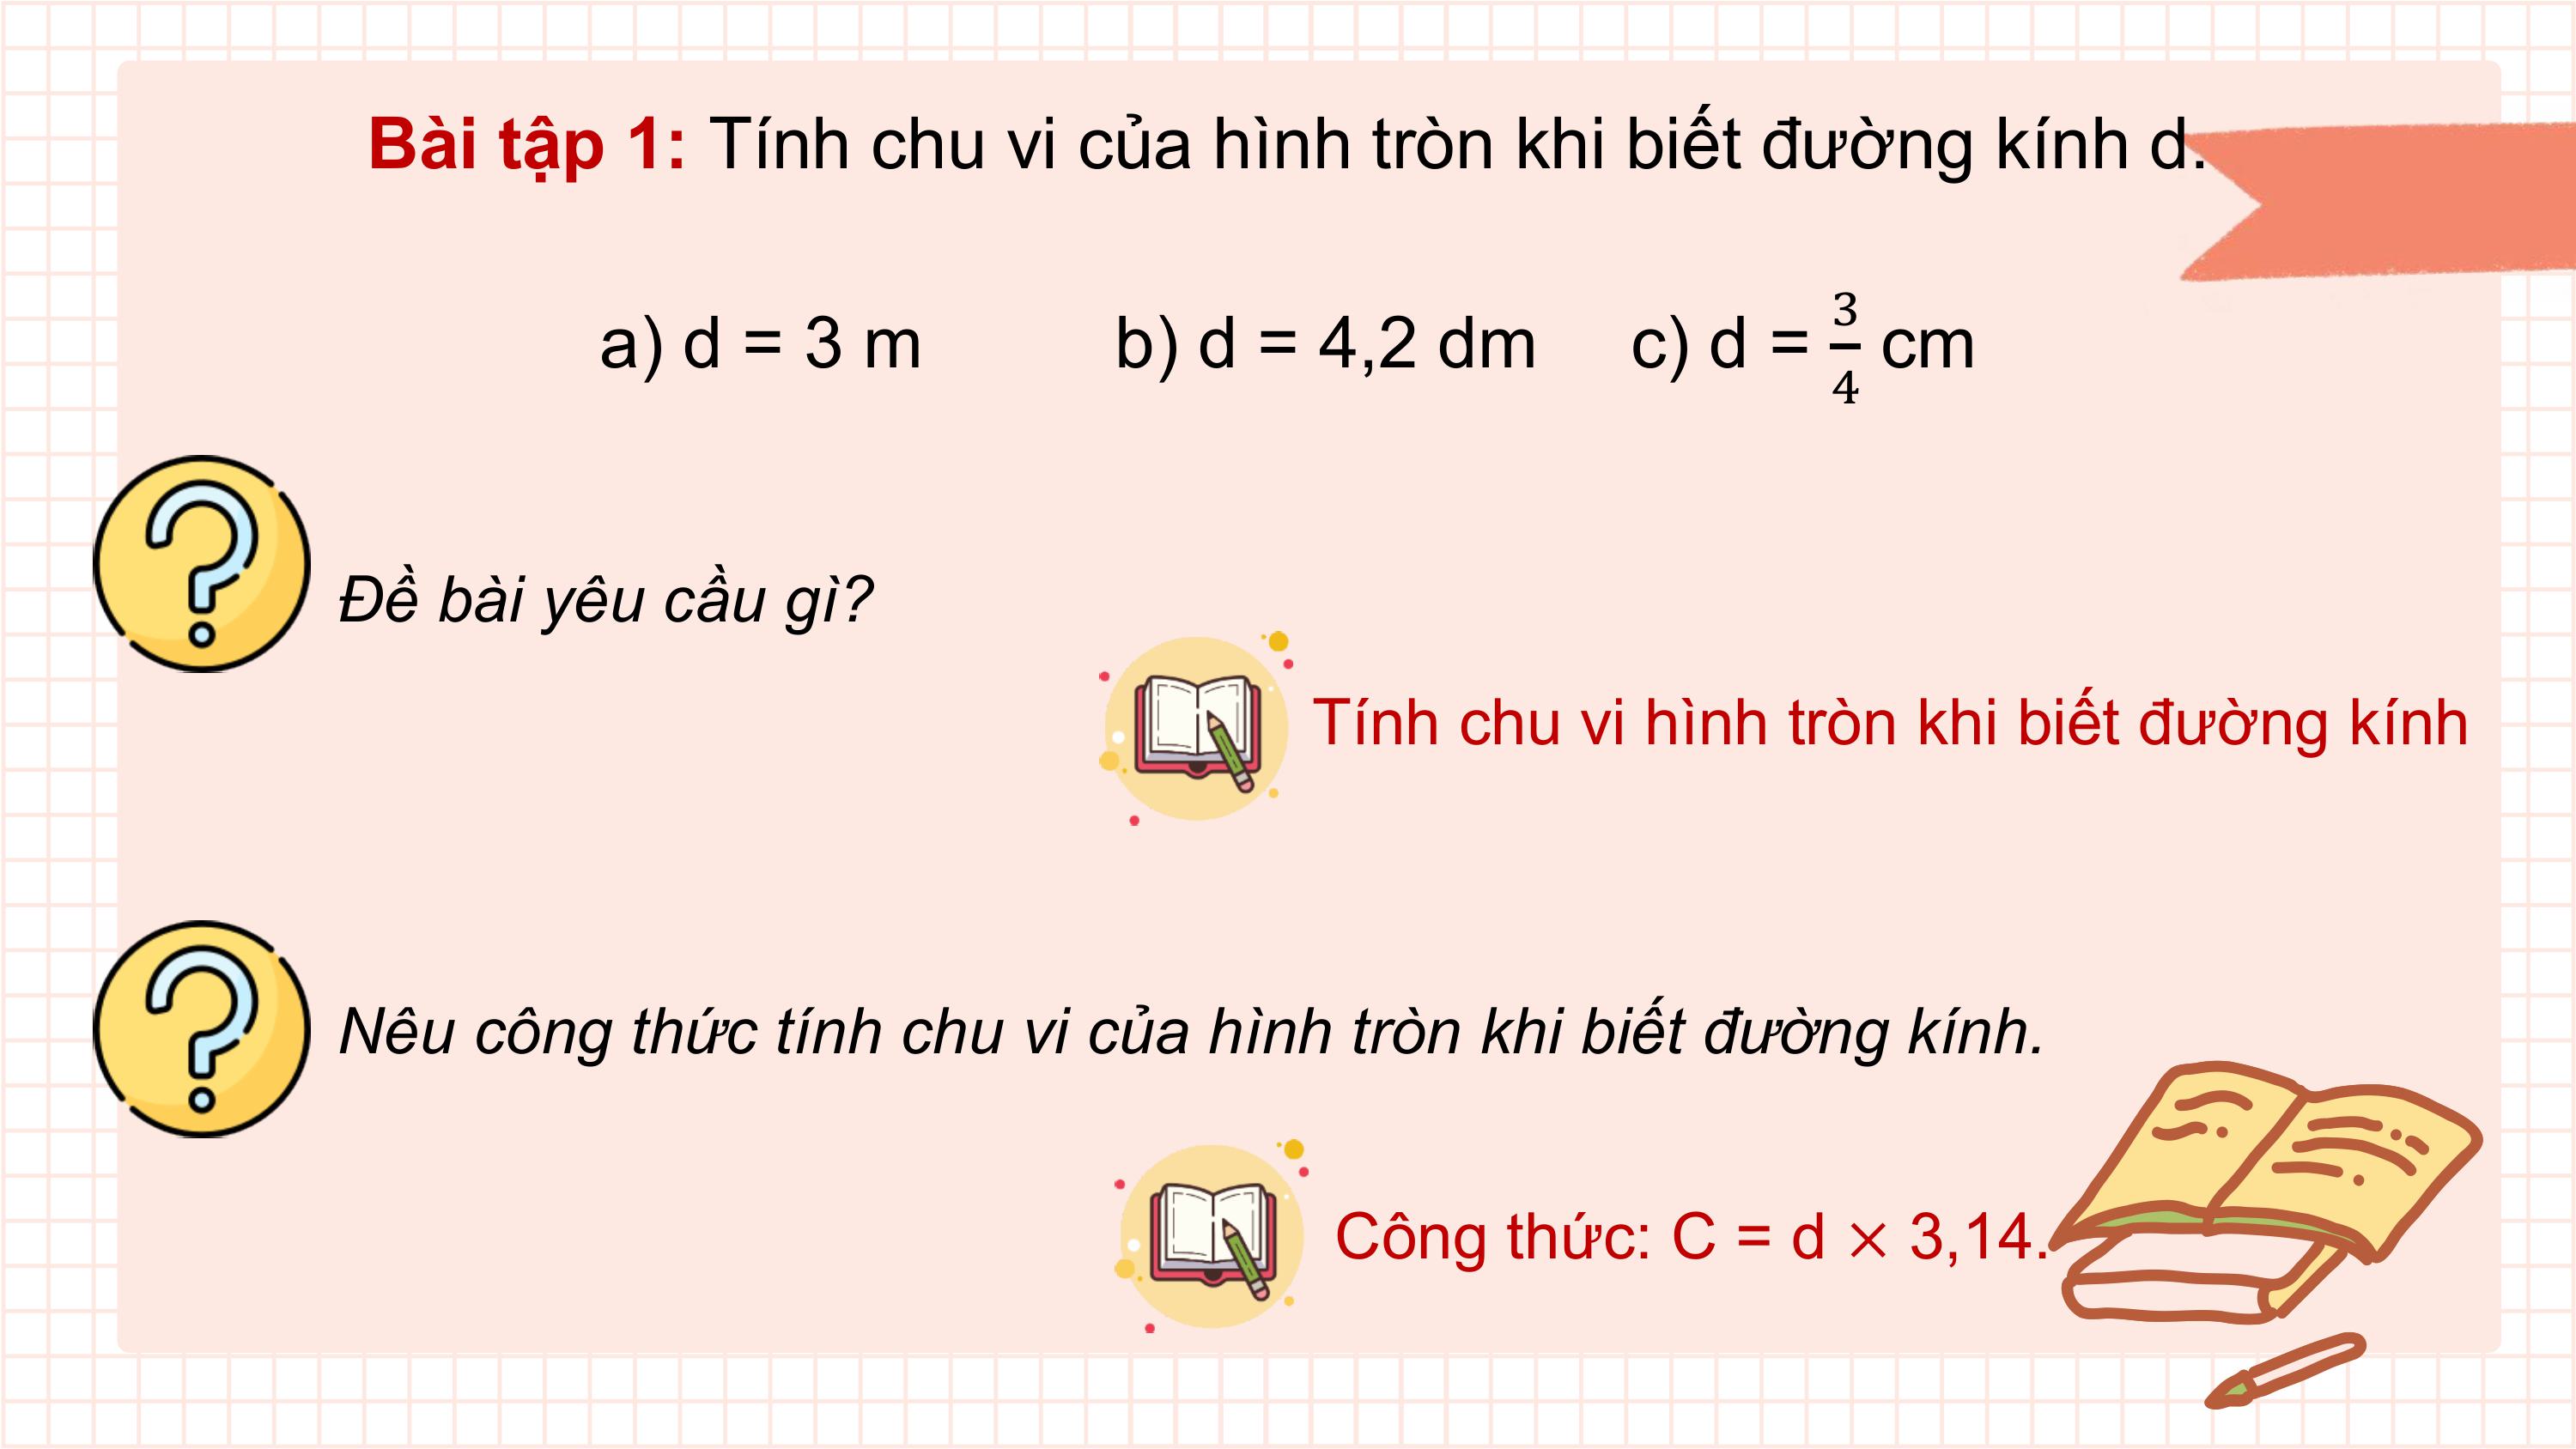 Bài tập 1: Tính chu vi của hình tròn khi biết đường kính d.
a) d = 3 m b) d = 4,2 dm c) d = 3/4 cm
Đề bài yêu cầu gì?
Tính chu vi hình tròn khi biết đường kính
Nêu công thức tính chu vi của hình tròn khi biết đường kính.
Công thức: C = d × 3,14.